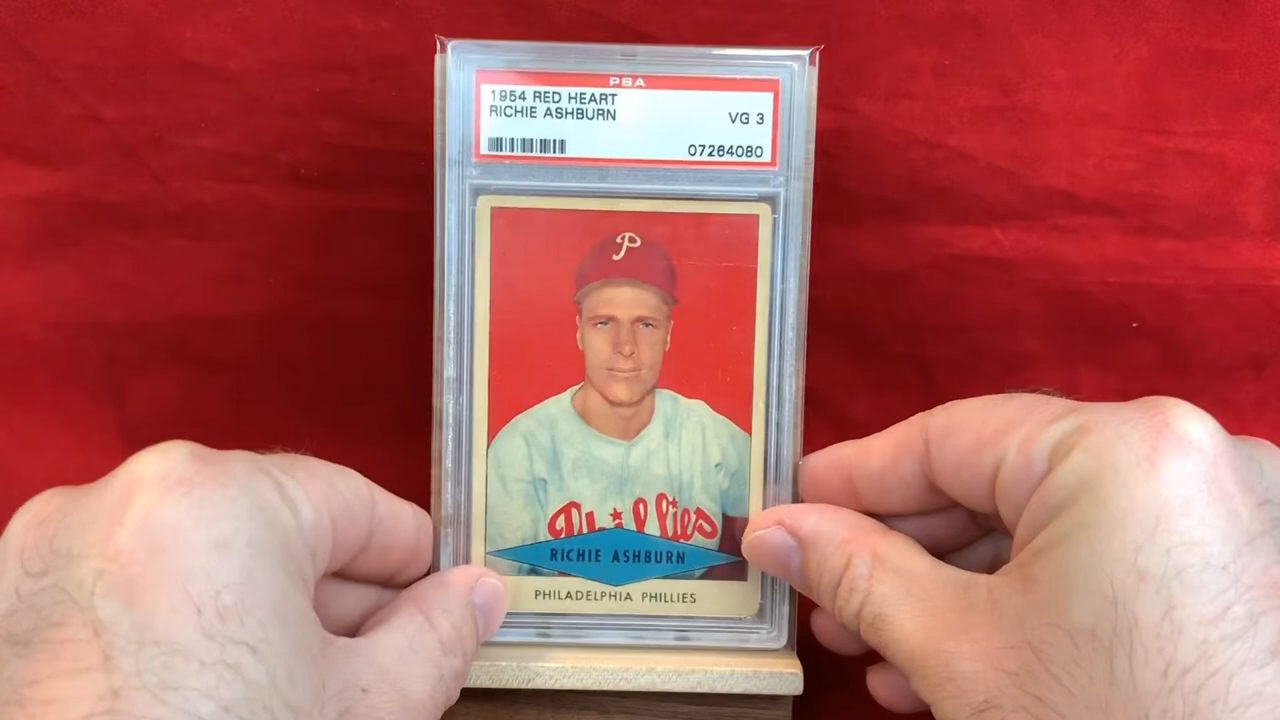 PSA
1954 RED HEART
RICHIE ASHBURN
VG 3
07264080
P
Phillies
RICHIE ASHBURN
PHILADELPHIA PHILLIES